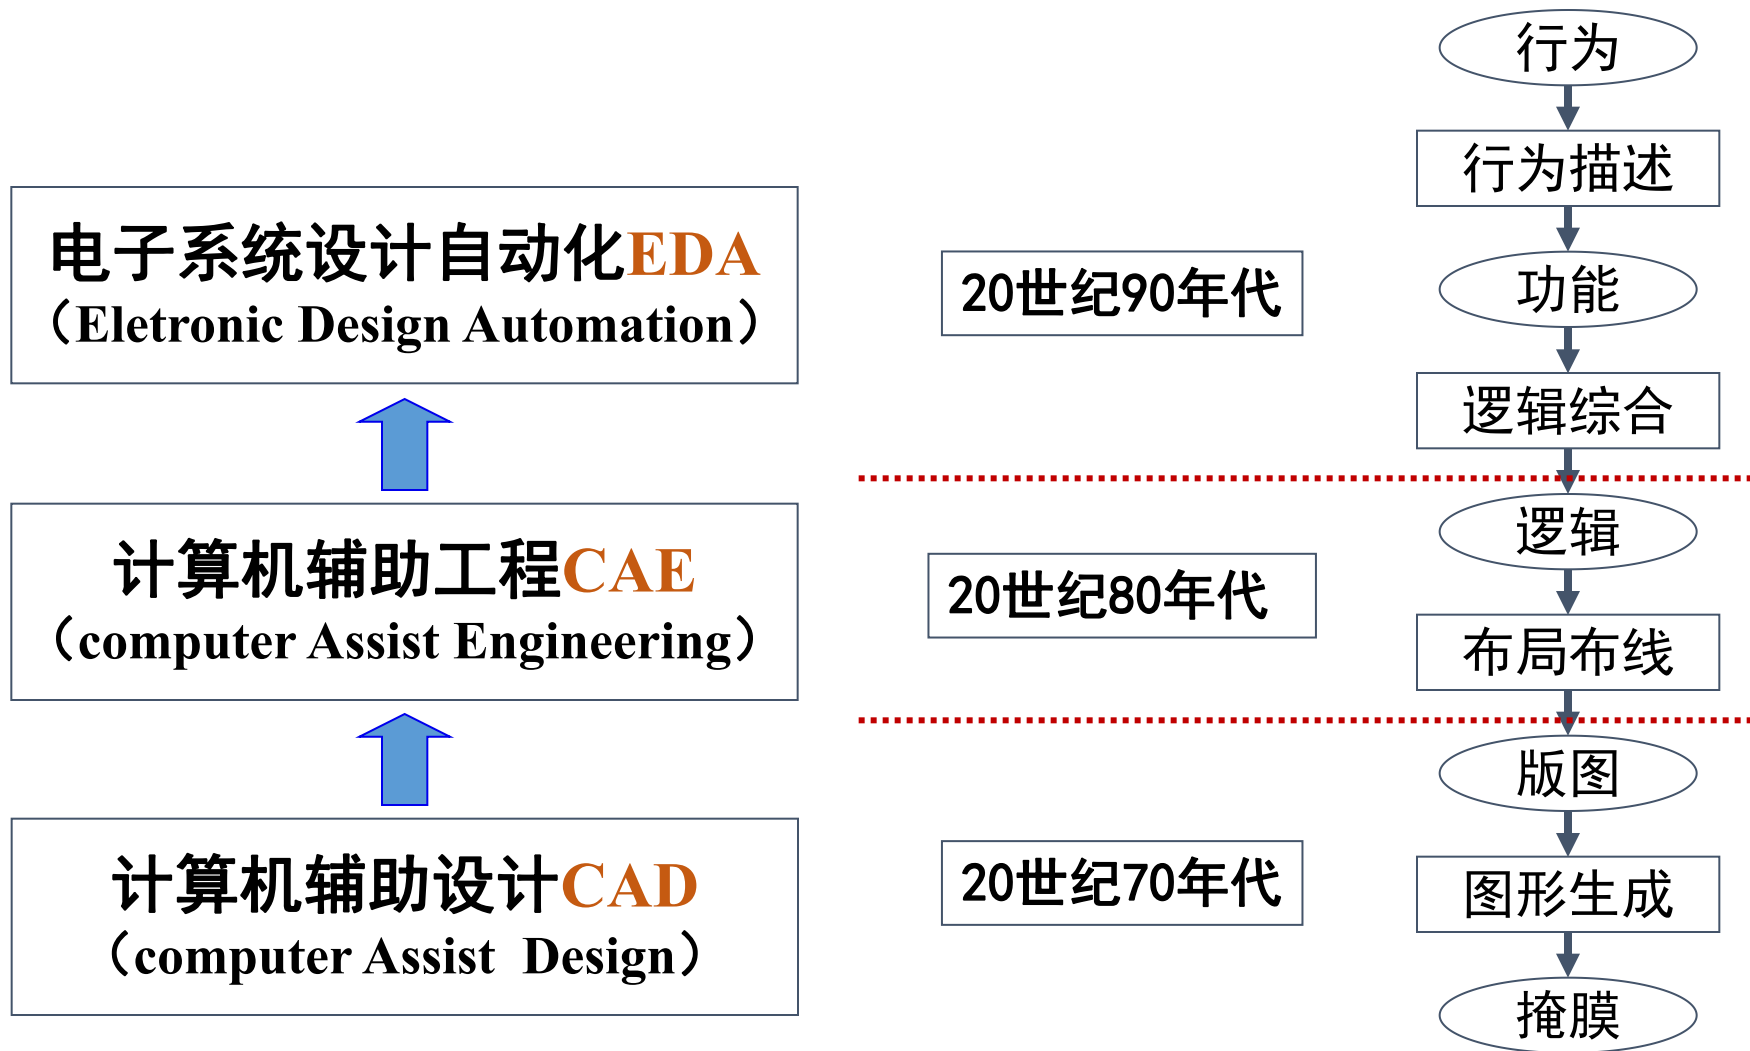 电子系统设计自动化EDA
（Eletronic Design Automation）
计算机辅助工程CAE
（computer Assist Engineering）
计算机辅助设计CAD
（computer Assist Design）
20世纪90年代
20世纪80年代
20世纪70年代
行为
行为描述
功能
逻辑综合
逻辑
布局布线
版图
图形生成
掩膜